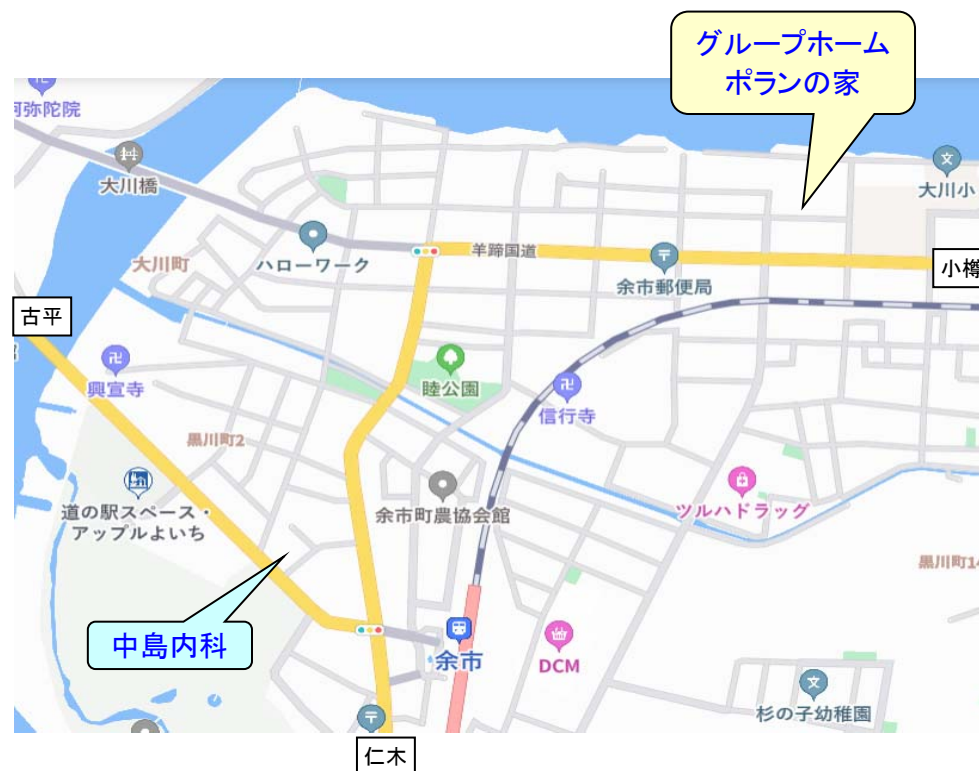 グループホーム
ポランの家
阿弥陀院
大川橋
大川小
ハローワーク
羊蹄国道
大川町
余市郵便局
小樽
古平
興宣寺
睦公園
信行寺
黒川町2
道の駅スペース・
アップルよいち
余市町農協会館
ツルハドラッグ
黒川町14
中島内科
余市
DCM
杉の子幼稚園
仁木